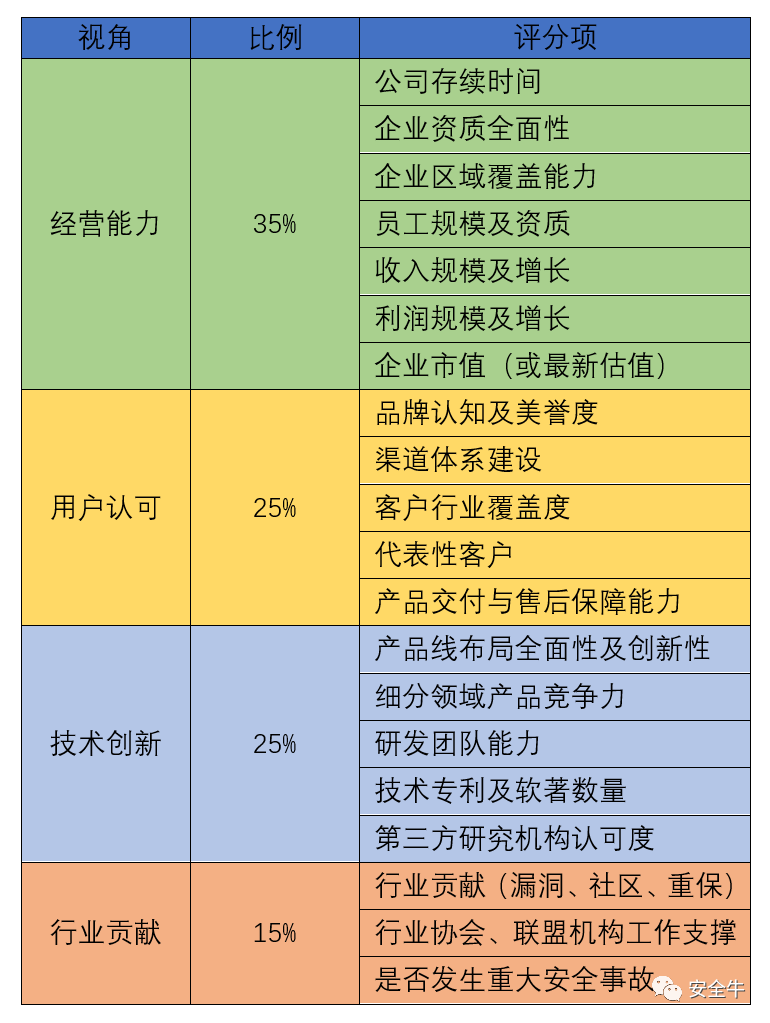 视角 比例 评分项
公司存续时间
企业资质全面性
企业区域覆盖能力
经营能力 35% 员工规模及资质
收入规模及增长
利润规模及增长
企业市值（或最新估值）
品牌认知及美誉度
渠道体系建设
用户认可 25% 客户行业覆盖度
代表性客户
产品交付与售后保障能力
产品线布局全面性及创新性
细分领域产品竞争力
技术创新 25% 研发团队能力
技术专利及软著数量
第三方研究机构认可度
行业贡献（漏洞、社区、重保）
行业贡献 15% 行业协会、联盟机构工作支撑
是否发生重大安全事故
安全牛